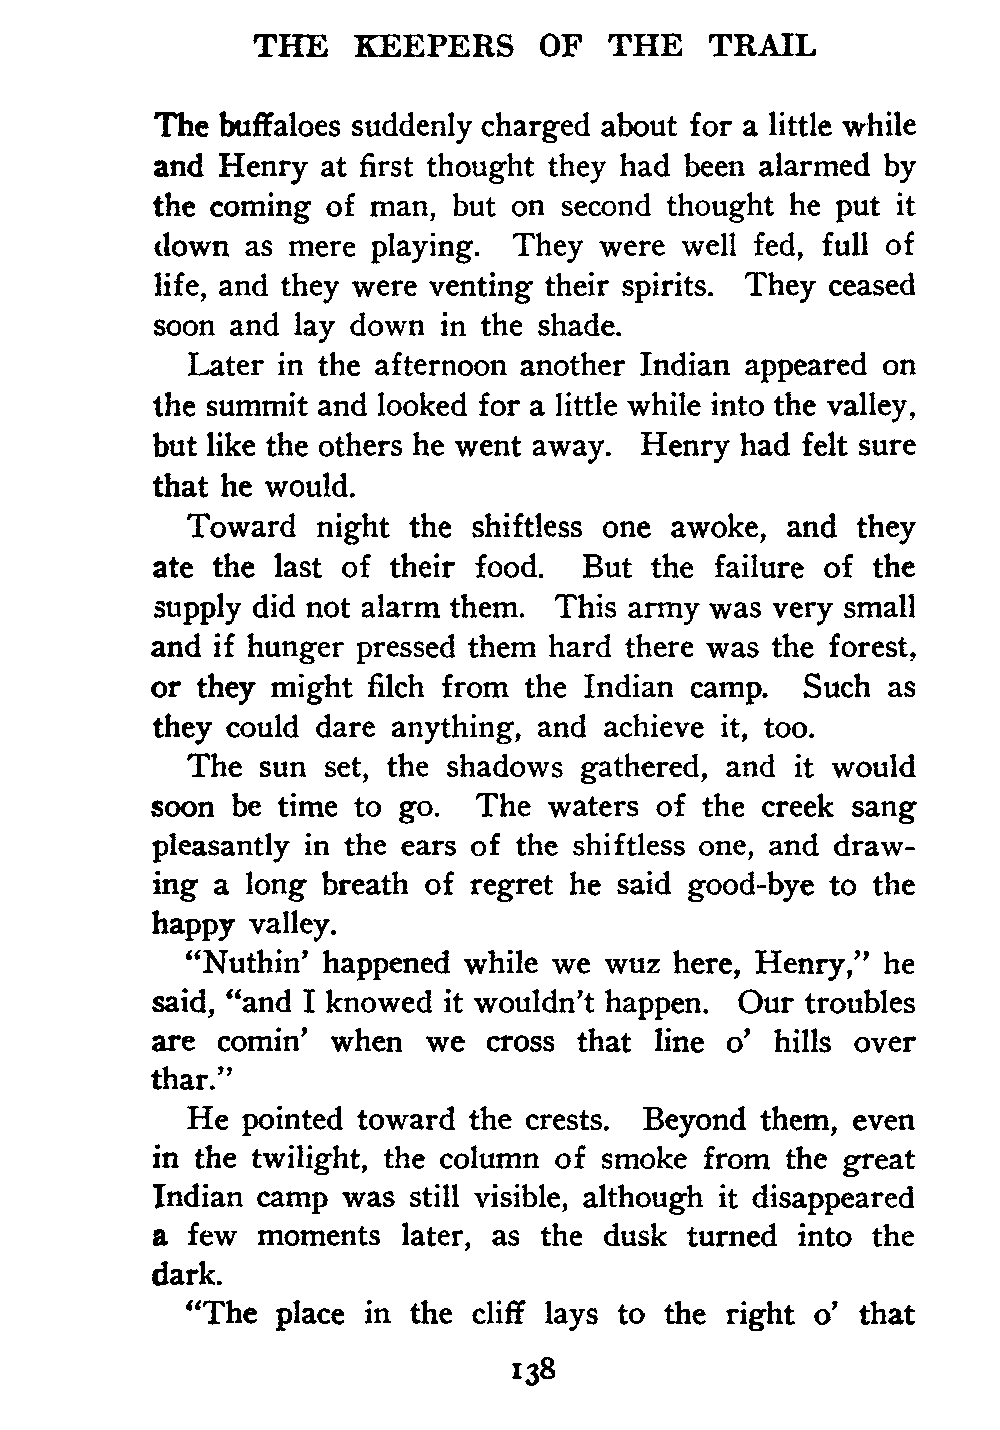 THE KEEPERS OF THE TRAIL
The buffaloes suddenly charged about for a little while
and Henry at first thought they had been alarmed by
the coming of man, but on second thought he put it
down as mere playing. They were well fed, full of
life, and they were venting their spirits. They ceased
soon and lay down in the shade.
Later in the afternoon another Indian appeared on
the summit and looked for a little while into the valley,
but like the others he went away. Henry had felt sure
that he would.
Toward night the shiftless one awoke, and they
ate the last of their food. But the failure of the
supply did not alarm them. This army was very small
and if hunger pressed them hard there was the forest,
or they might filch from the Indian camp. Such as
they could dare anything, and achieve it, too.
The sun set, the shadows gathered, and it would
soon be time to go. The waters of the creek sang
pleasantly in the ears of the shiftless one, and draw-
ing a long breath of regret he said good-bye to the
happy valley.
“Nuthin’ happened while we wuz here, Henry,” he
said, “and I knowed it wouldn’t happen. Our troubles
are comin’ when we cross that line o’ hills over
thar.”
He pointed toward the crests. Beyond them, even
in the twilight, the column of smoke from the great
Indian camp was still visible, although it disappeared
a few moments later, as the dusk turned into the
dark.
“The place in the cliff lays to the right o’ that
138